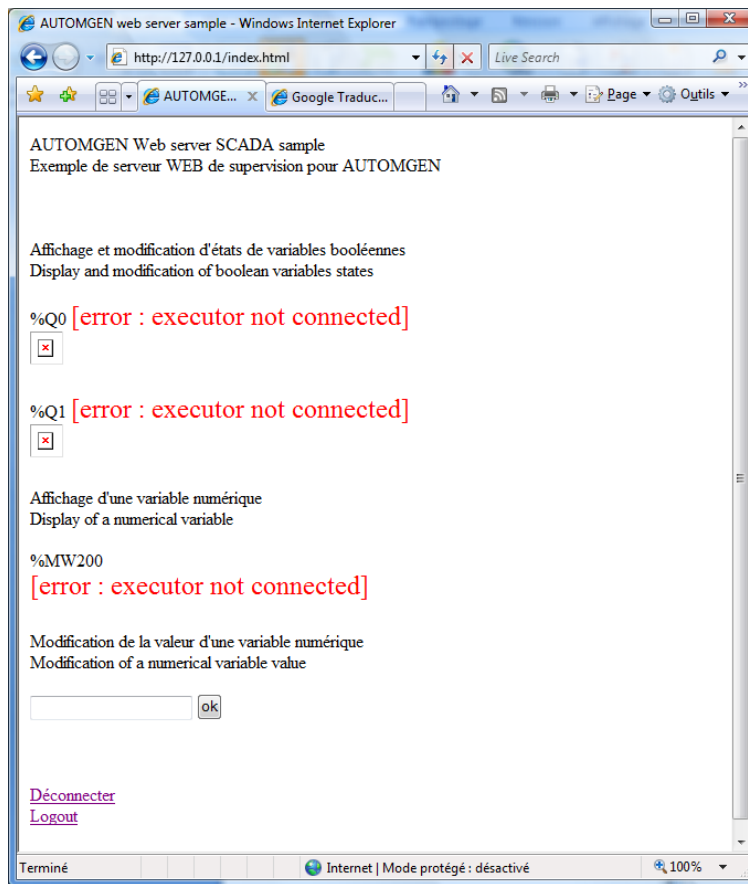 AUTOMGEN web server sample - Windows Internet Explorer
http://127.0.0.1/index.html
Live Search
AUTOMGE...
Google Traduc...
Page
Outils
AUTOMGEN Web server SCADA sample
Exemple de serveur WEB de supervision pour AUTOMGEN
Affichage et modification d'états de variables booléennes
Display and modification of boolean variables states
%Q0 [error : executor not connected]
%Q1 [error : executor not connected]
Affichage d'une variable numérique
Display of a numerical variable
%MW200
[error : executor not connected]
Modification de la valeur d'une variable numérique
Modification of a numerical variable value
ok
Déconnecter
Logout
Terminé
Internet | Mode protégé : désactivé
100%